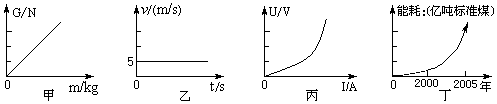 G/N
0
m/kg
甲
v/(m/s)
5
0
t/s
乙
U/V
0
I/A
丙
能耗:(亿吨标准煤)
0
2000
2005
年
丁